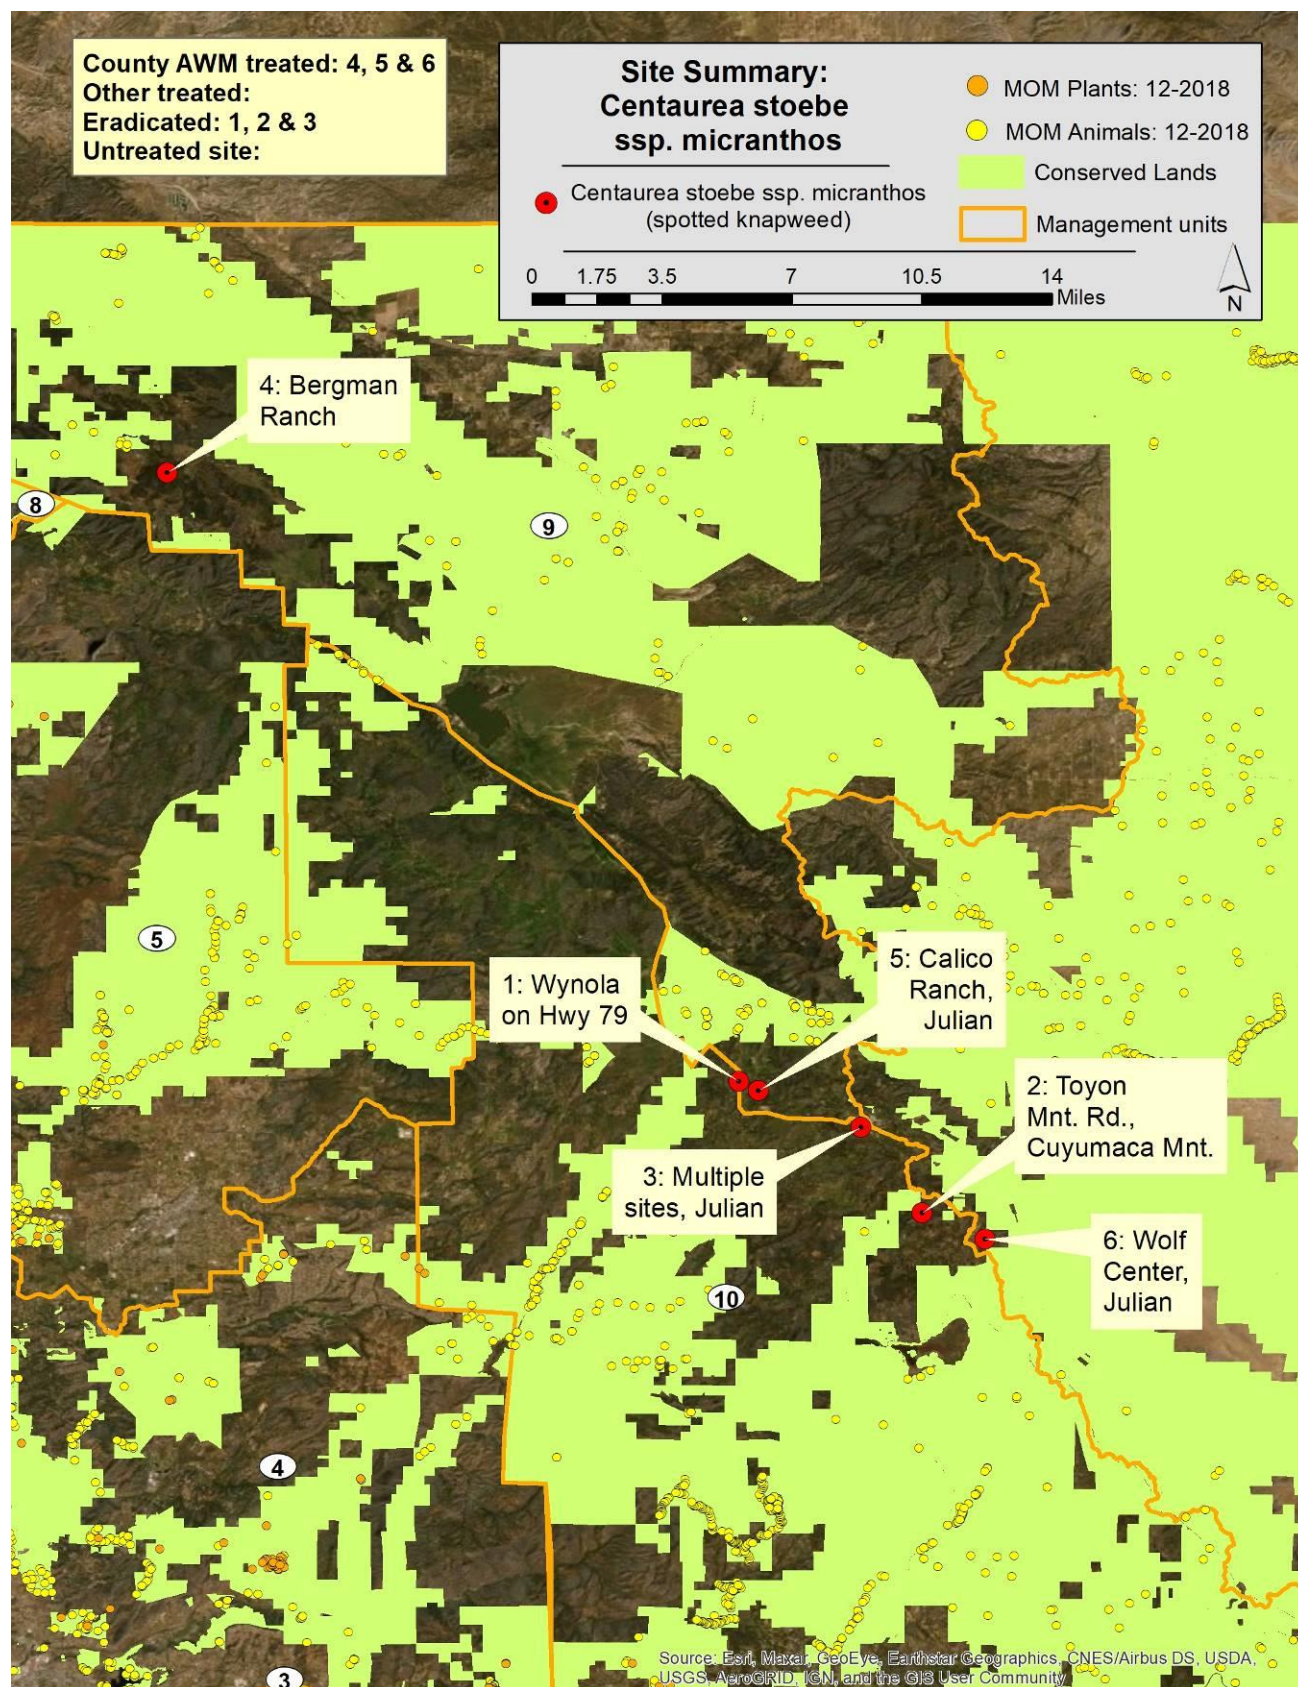 County AWM treated: 4, 5 & 6
Other treated:
Eradicated: 1, 2 & 3
Untreated site:
Site Summary:
Centaurea stoebe
ssp. micranthos
Centaurea stoebe ssp. micranthos
(spotted knapweed)
MOM Plants: 12-2018
MOM Animals: 12-2018
Conserved Lands
Management units
0 1.75 3.5 7 10.5 14
Miles
N
4: Bergman
Ranch
8
9
5
1: Wynola
on Hwy 79
5: Calico
Ranch,
Julian
2: Toyon
Mnt. Rd.,
Cuyumaca Mnt.
3: Multiple
sites, Julian
6: Wolf
Center,
Julian
10
4
3
Source: Esri, Maxar, GeoEye, Earthstar Geographics, CNES/Airbus DS, USDA,
USGS, AeroGRID, IGN, and the GIS User Community